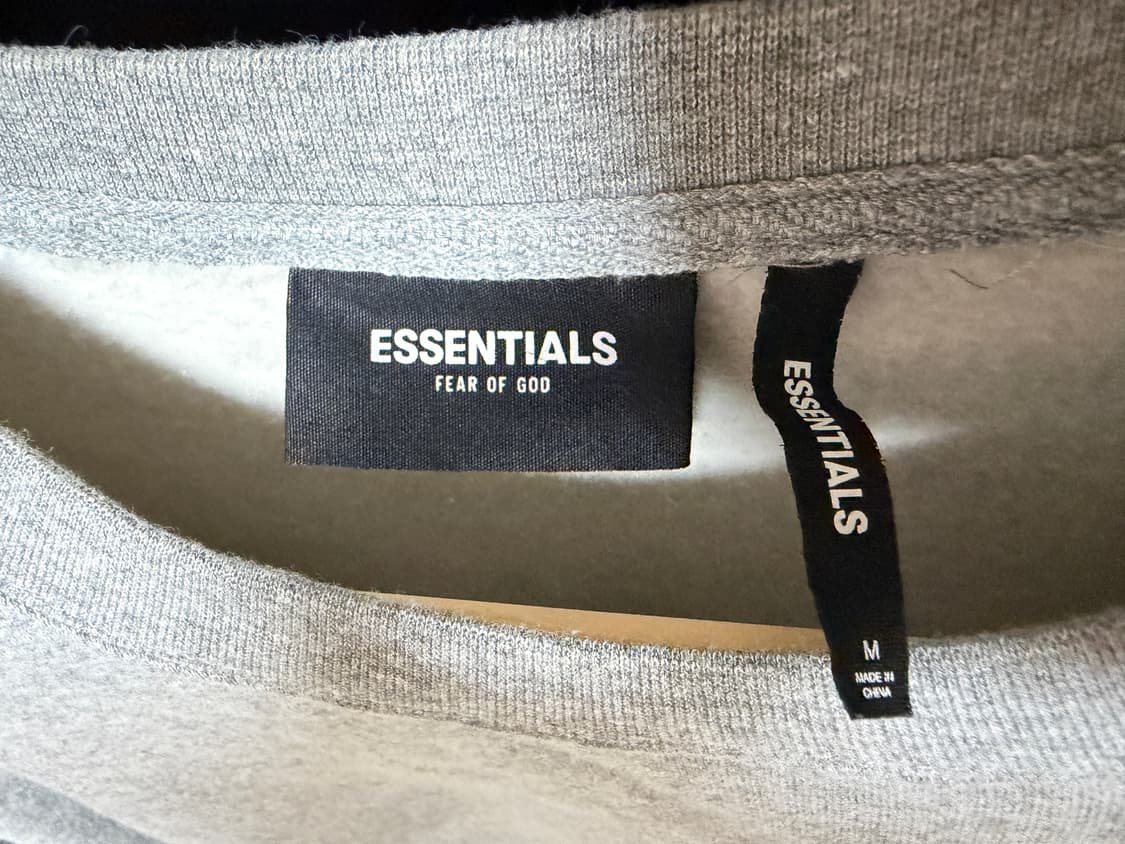 ESSENTIALS
FEAR OF GOD
ESSENTIALS
M
MADE IN
CHINA